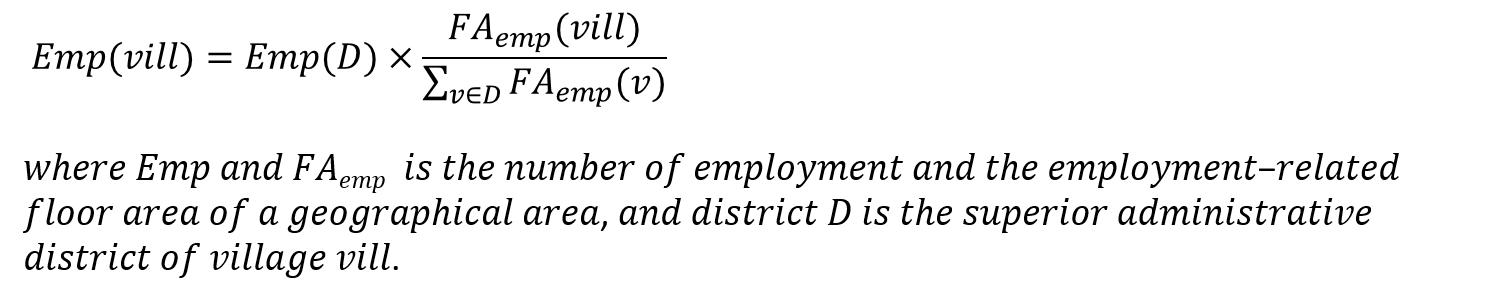 Emp(vill) = Emp(D) × FA_emp(vill) / ∑_{v∈D} FA_emp(v)
where Emp and FA_emp is the number of employment and the employment–related
floor area of a geographical area, and district D is the superior administrative
district of village vill.